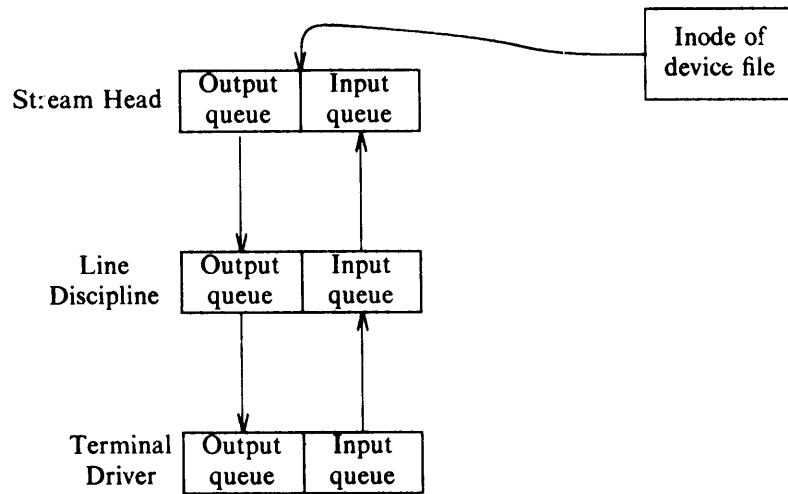 Inode of
device file
Stream Head
Output
queue
Input
queue
Line
Discipline
Output
queue
Input
queue
Terminal
Driver
Output
queue
Input
queue